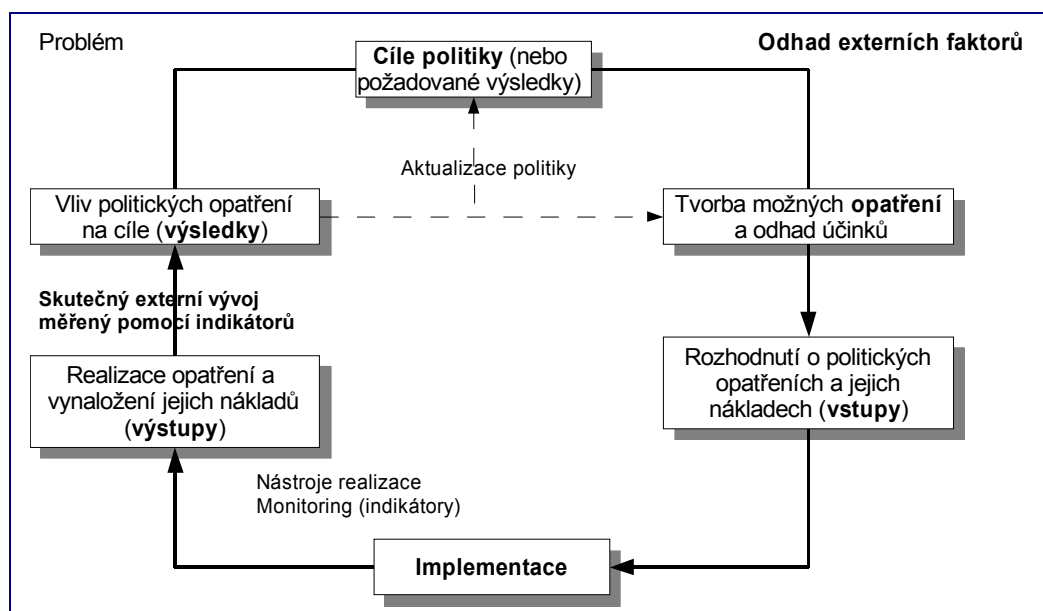 Problém
Cíle politiky (nebo
požadované výsledky)
Odhad externích faktorů
Aktualizace politiky
Vliv politických opatření
na cíle (výsledky)
Tvorba možných opatření
a odhad účinků
Skutečný externí vývoj
měřený pomocí indikátorů
Realizace opatření a
vynaložení jejich nákladů
(výstupy)
Rozhodnutí o politických
opatřeních a jejich
nákladech (vstupy)
Nástroje realizace
Monitoring (indikátory)
Implementace